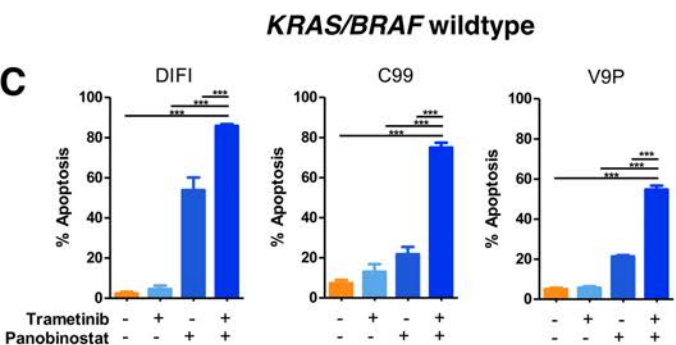 KRAS/BRAF wildtype
C
DIFI
C99
V9P
% Apoptosis
100
80
60
40
20
0
***
***
***
% Apoptosis
100
80
60
40
20
0
***
***
***
% Apoptosis
100
80
60
40
20
0
***
***
***
Trametinib - + - + - + - + - + - +
Panobinostat - - + + - - + + - - + +